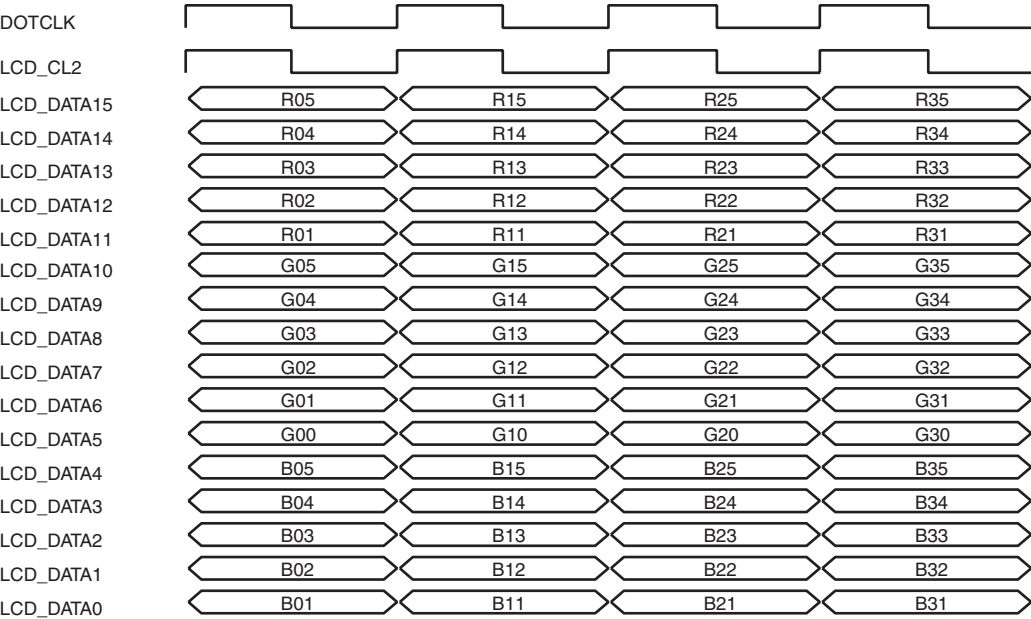 DOTCLK
LCD_CL2
LCD_DATA15 R05 R15 R25 R35
LCD_DATA14 R04 R14 R24 R34
LCD_DATA13 R03 R13 R23 R33
LCD_DATA12 R02 R12 R22 R32
LCD_DATA11 R01 R11 R21 R31
LCD_DATA10 G05 G15 G25 G35
LCD_DATA9 G04 G14 G24 G34
LCD_DATA8 G03 G13 G23 G33
LCD_DATA7 G02 G12 G22 G32
LCD_DATA6 G01 G11 G21 G31
LCD_DATA5 G00 G10 G20 G30
LCD_DATA4 B05 B15 B25 B35
LCD_DATA3 B04 B14 B24 B34
LCD_DATA2 B03 B13 B23 B33
LCD_DATA1 B02 B12 B22 B32
LCD_DATA0 B01 B11 B21 B31